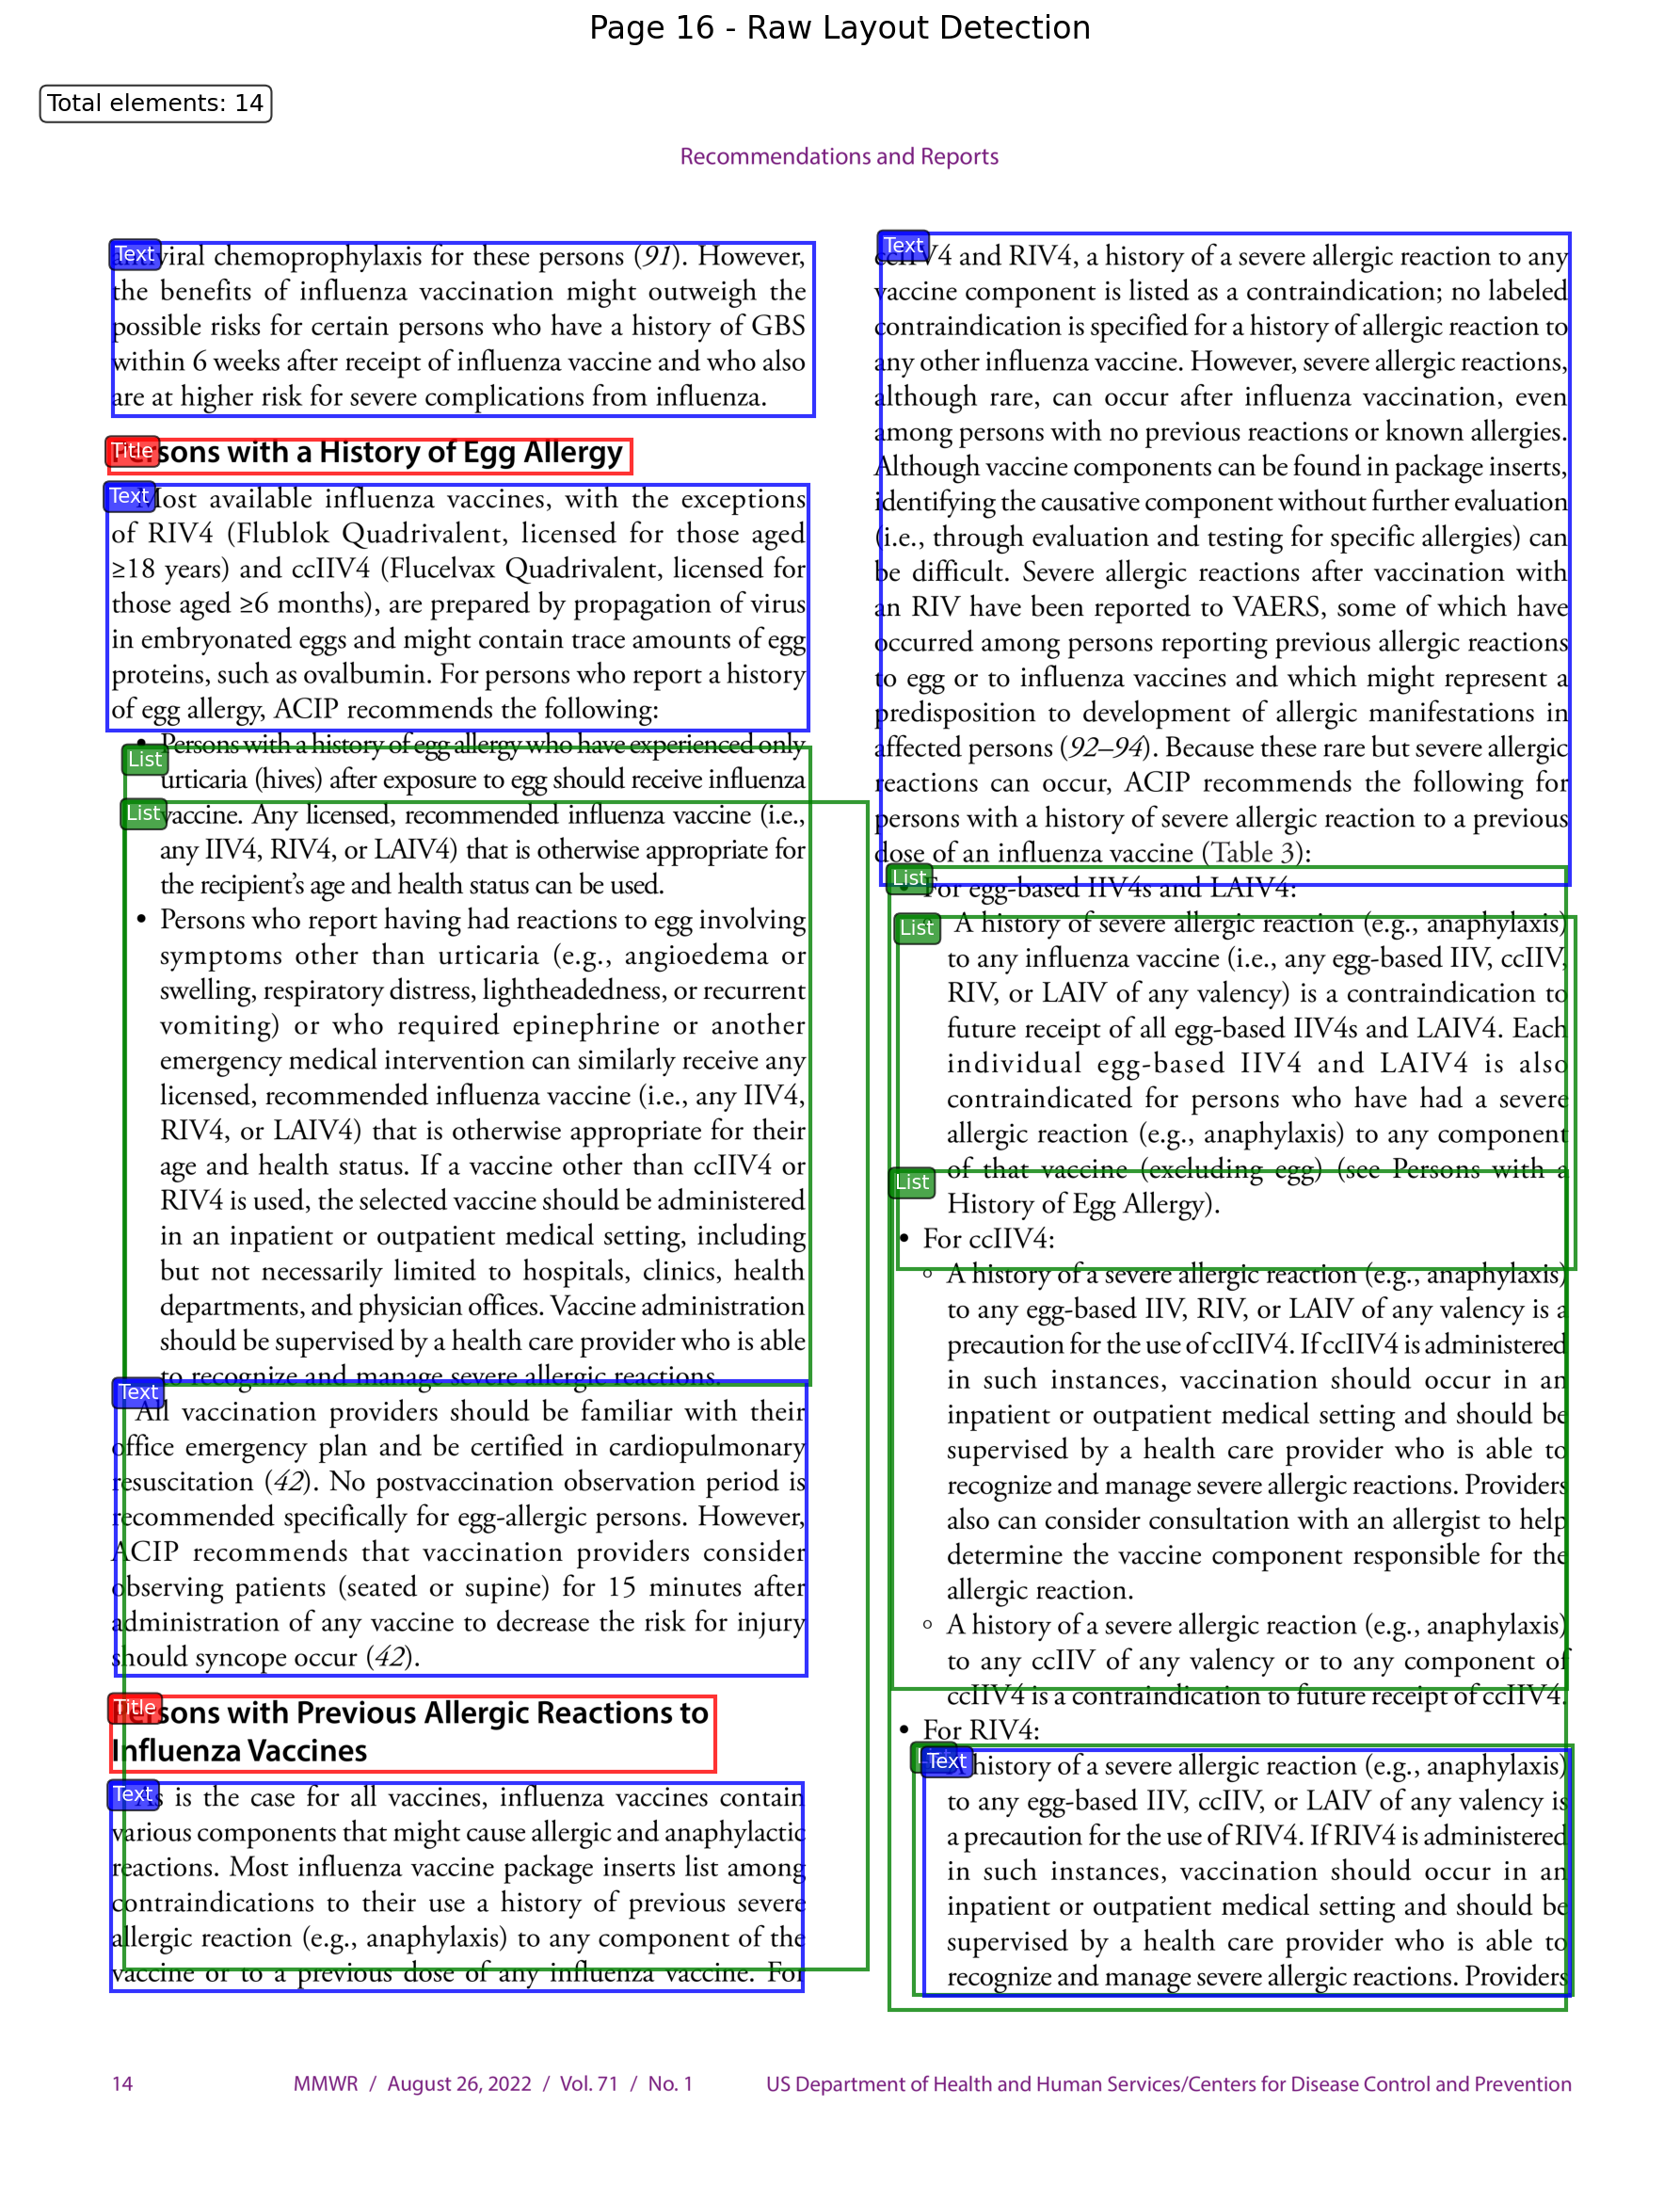 Page 16 - Raw Layout Detection
Total elements: 14
Recommendations and Reports
Text
viral chemoprophylaxis for these persons (91). However,
the benefits of influenza vaccination might outweigh the
possible risks for certain persons who have a history of GBS
within 6 weeks after receipt of influenza vaccine and who also
are at higher risk for severe complications from influenza.
Title
sons with a History of Egg Allergy
Text
Most available influenza vaccines, with the exceptions
of RIV4 (Flublok Quadrivalent, licensed for those aged
≥18 years) and ccIIV4 (Flucelvax Quadrivalent, licensed for
those aged ≥6 months), are prepared by propagation of virus
in embryonated eggs and might contain trace amounts of egg
proteins, such as ovalbumin. For persons who report a history
of egg allergy, ACIP recommends the following:
• Persons with a history of egg allergy who have experienced only
List
urticaria (hives) after exposure to egg should receive influenza
List
vaccine. Any licensed, recommended influenza vaccine (i.e.,
any IIV4, RIV4, or LAIV4) that is otherwise appropriate for
the recipient's age and health status can be used.
• Persons who report having had reactions to egg involving
symptoms other than urticaria (e.g., angioedema or
swelling, respiratory distress, lightheadedness, or recurrent
vomiting) or who required epinephrine or another
emergency medical intervention can similarly receive any
licensed, recommended influenza vaccine (i.e., any IIV4,
RIV4, or LAIV4) that is otherwise appropriate for their
age and health status. If a vaccine other than ccIIV4 or
RIV4 is used, the selected vaccine should be administered
in an inpatient or outpatient medical setting, including
but not necessarily limited to hospitals, clinics, health
departments, and physician offices. Vaccine administration
should be supervised by a health care provider who is able
to recognize and manage severe allergic reactions.
Text
All vaccination providers should be familiar with their
office emergency plan and be certified in cardiopulmonary
resuscitation (42). No postvaccination observation period is
recommended specifically for egg-allergic persons. However,
ACIP recommends that vaccination providers consider
observing patients (seated or supine) for 15 minutes after
administration of any vaccine to decrease the risk for injury
should syncope occur (42).
Title
sons with Previous Allergic Reactions to
Influenza Vaccines
Text
As is the case for all vaccines, influenza vaccines contain
various components that might cause allergic and anaphylactic
reactions. Most influenza vaccine package inserts list among
contraindications to their use a history of previous severe
allergic reaction (e.g., anaphylaxis) to any component of the
vaccine or to a previous dose of any influenza vaccine. For
Text
ccIIV4 and RIV4, a history of a severe allergic reaction to any
vaccine component is listed as a contraindication; no labeled
contraindication is specified for a history of allergic reaction to
any other influenza vaccine. However, severe allergic reactions,
although rare, can occur after influenza vaccination, even
among persons with no previous reactions or known allergies.
Although vaccine components can be found in package inserts,
identifying the causative component without further evaluation
(i.e., through evaluation and testing for specific allergies) can
be difficult. Severe allergic reactions after vaccination with
an RIV have been reported to VAERS, some of which have
occurred among persons reporting previous allergic reactions
to egg or to influenza vaccines and which might represent a
predisposition to development of allergic manifestations in
affected persons (92–94). Because these rare but severe allergic
reactions can occur, ACIP recommends the following for
persons with a history of severe allergic reaction to a previous
dose of an influenza vaccine (Table 3):
List
• For egg-based IIV4s and LAIV4:
List
A history of severe allergic reaction (e.g., anaphylaxis)
to any influenza vaccine (i.e., any egg-based IIV, ccIIV,
RIV, or LAIV of any valency) is a contraindication to
future receipt of all egg-based IIV4s and LAIV4. Each
individual egg-based IIV4 and LAIV4 is also
contraindicated for persons who have had a severe
allergic reaction (e.g., anaphylaxis) to any component
of that vaccine (excluding egg) (see Persons with a
List
History of Egg Allergy).
• For ccIIV4:
◦ A history of a severe allergic reaction (e.g., anaphylaxis)
to any egg-based IIV, RIV, or LAIV of any valency is a
precaution for the use of ccIIV4. If ccIIV4 is administered
in such instances, vaccination should occur in an
inpatient or outpatient medical setting and should be
supervised by a health care provider who is able to
recognize and manage severe allergic reactions. Providers
also can consider consultation with an allergist to help
determine the vaccine component responsible for the
allergic reaction.
◦ A history of a severe allergic reaction (e.g., anaphylaxis)
to any ccIIV of any valency or to any component of
ccIIV4 is a contraindication to future receipt of ccIIV4.
• For RIV4:
Text
history of a severe allergic reaction (e.g., anaphylaxis)
to any egg-based IIV, ccIIV, or LAIV of any valency is
a precaution for the use of RIV4. If RIV4 is administered
in such instances, vaccination should occur in an
inpatient or outpatient medical setting and should be
supervised by a health care provider who is able to
recognize and manage severe allergic reactions. Providers
14 MMWR / August 26, 2022 / Vol. 71 / No. 1 US Department of Health and Human Services/Centers for Disease Control and Prevention